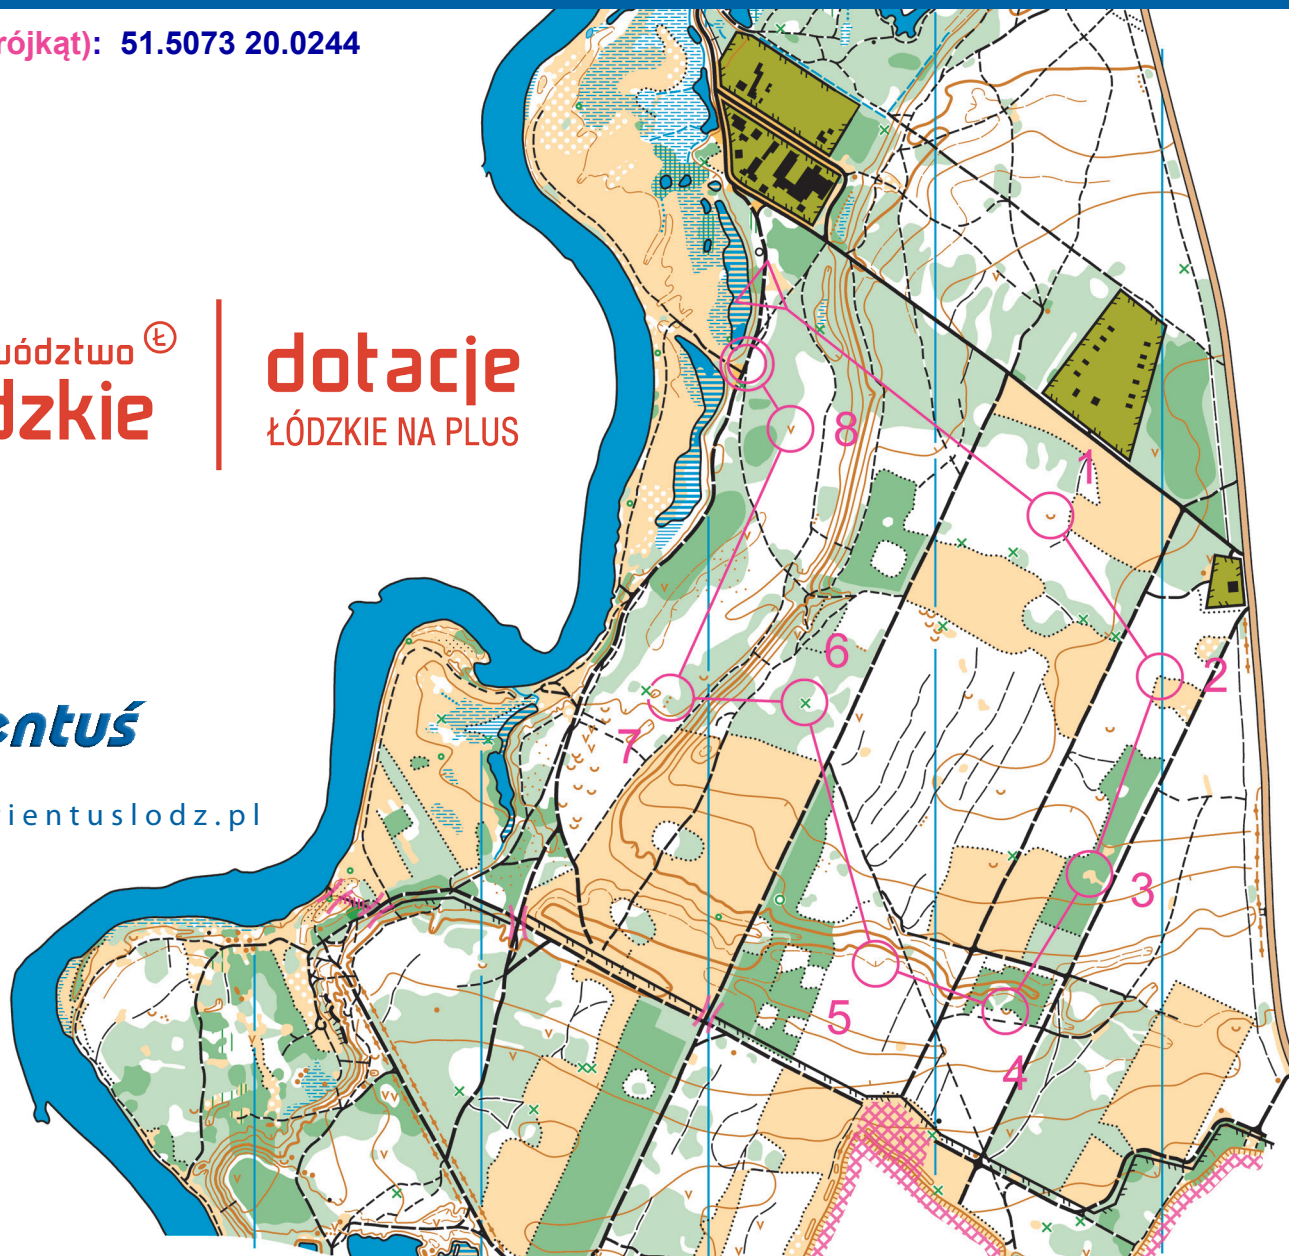 rójkąt): 51.5073 20.0244
wództwo Ł
dzkie
dotacje
ŁÓDZKIE NA PLUS
entuś
ientuslodz.pl
1
2
3
4
5
6
7
8